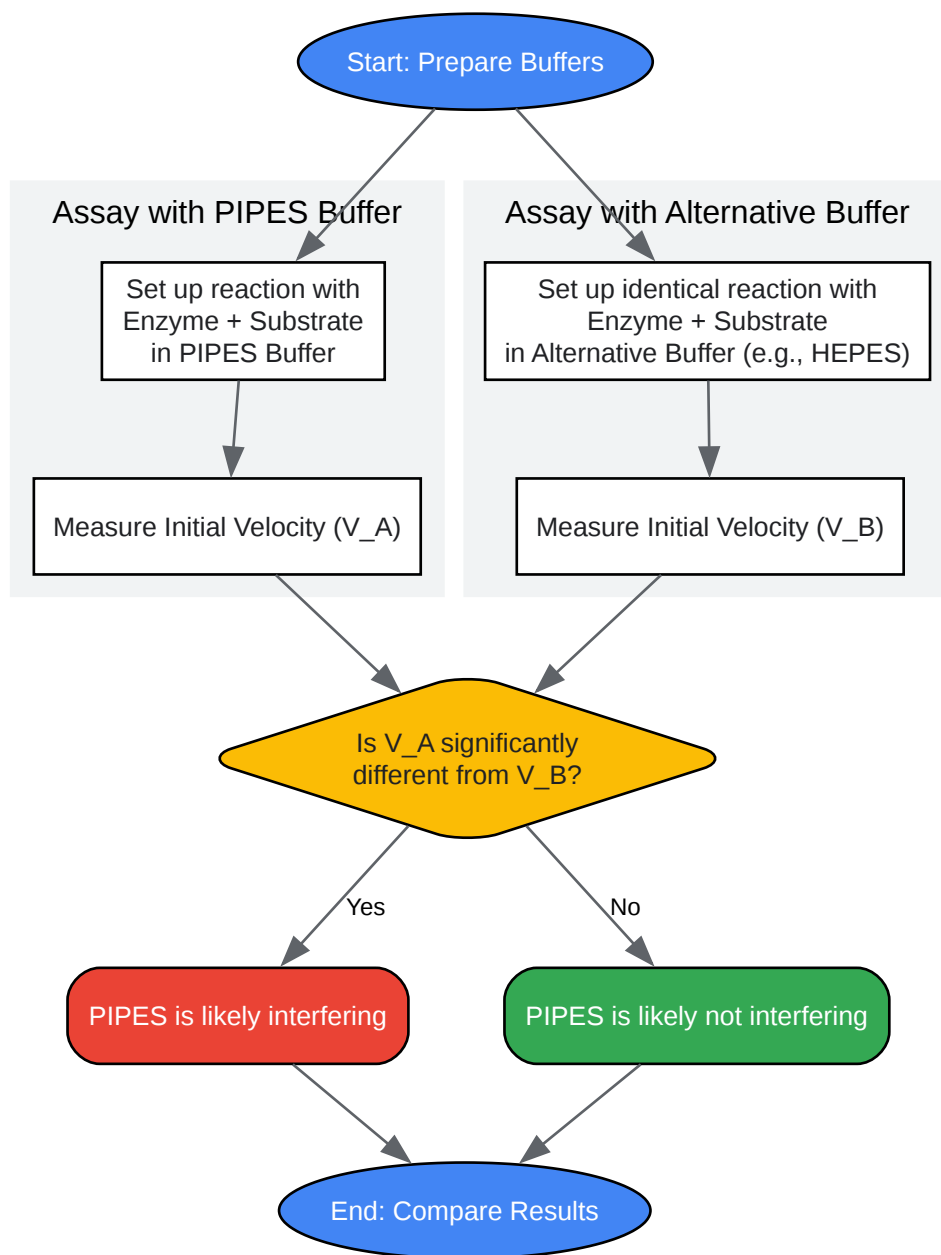 Start: Prepare Buffers
Assay with PIPES Buffer
Set up reaction with
Enzyme + Substrate
in PIPES Buffer
Measure Initial Velocity (V_A)
Assay with Alternative Buffer
Set up identical reaction with
Enzyme + Substrate
in Alternative Buffer (e.g., HEPES)
Measure Initial Velocity (V_B)
Is V_A significantly
different from V_B?
Yes
No
PIPES is likely interfering
PIPES is likely not interfering
End: Compare Results